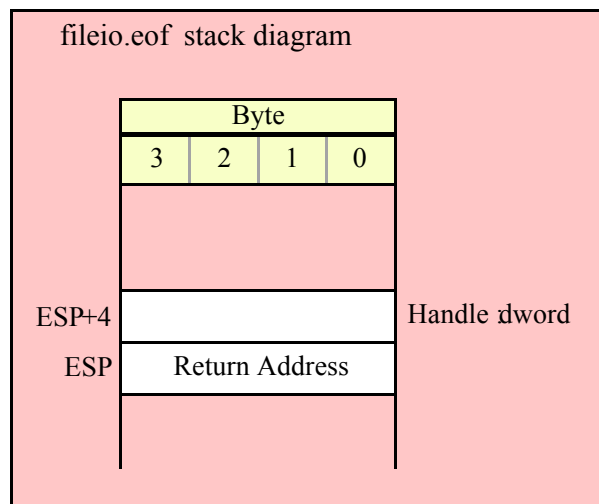 fileio.eof stack diagram
Byte
3 2 1 0
ESP+4 Handle :dword
ESP Return Address